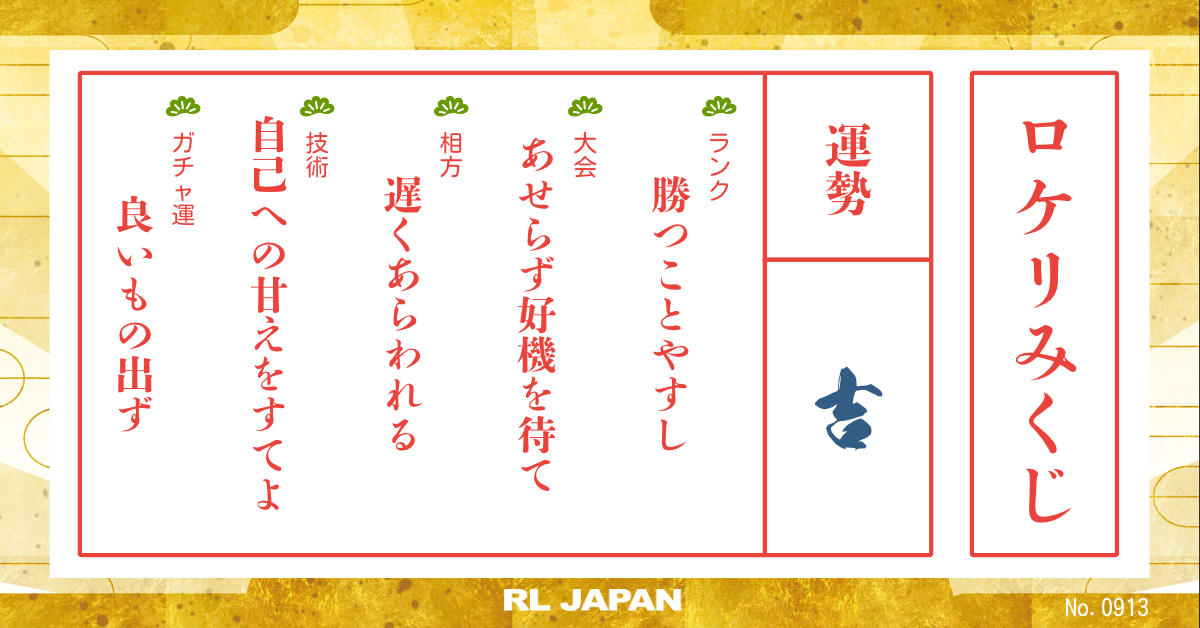 ロケリみくじ
運勢
吉
ランク
勝つことやすし
大会
あせらず好機を待て
相方
遅くあらわれる
技術
自己への甘えをすてよ
ガチャ運
良いもの出ず
RL JAPAN
No. 0913